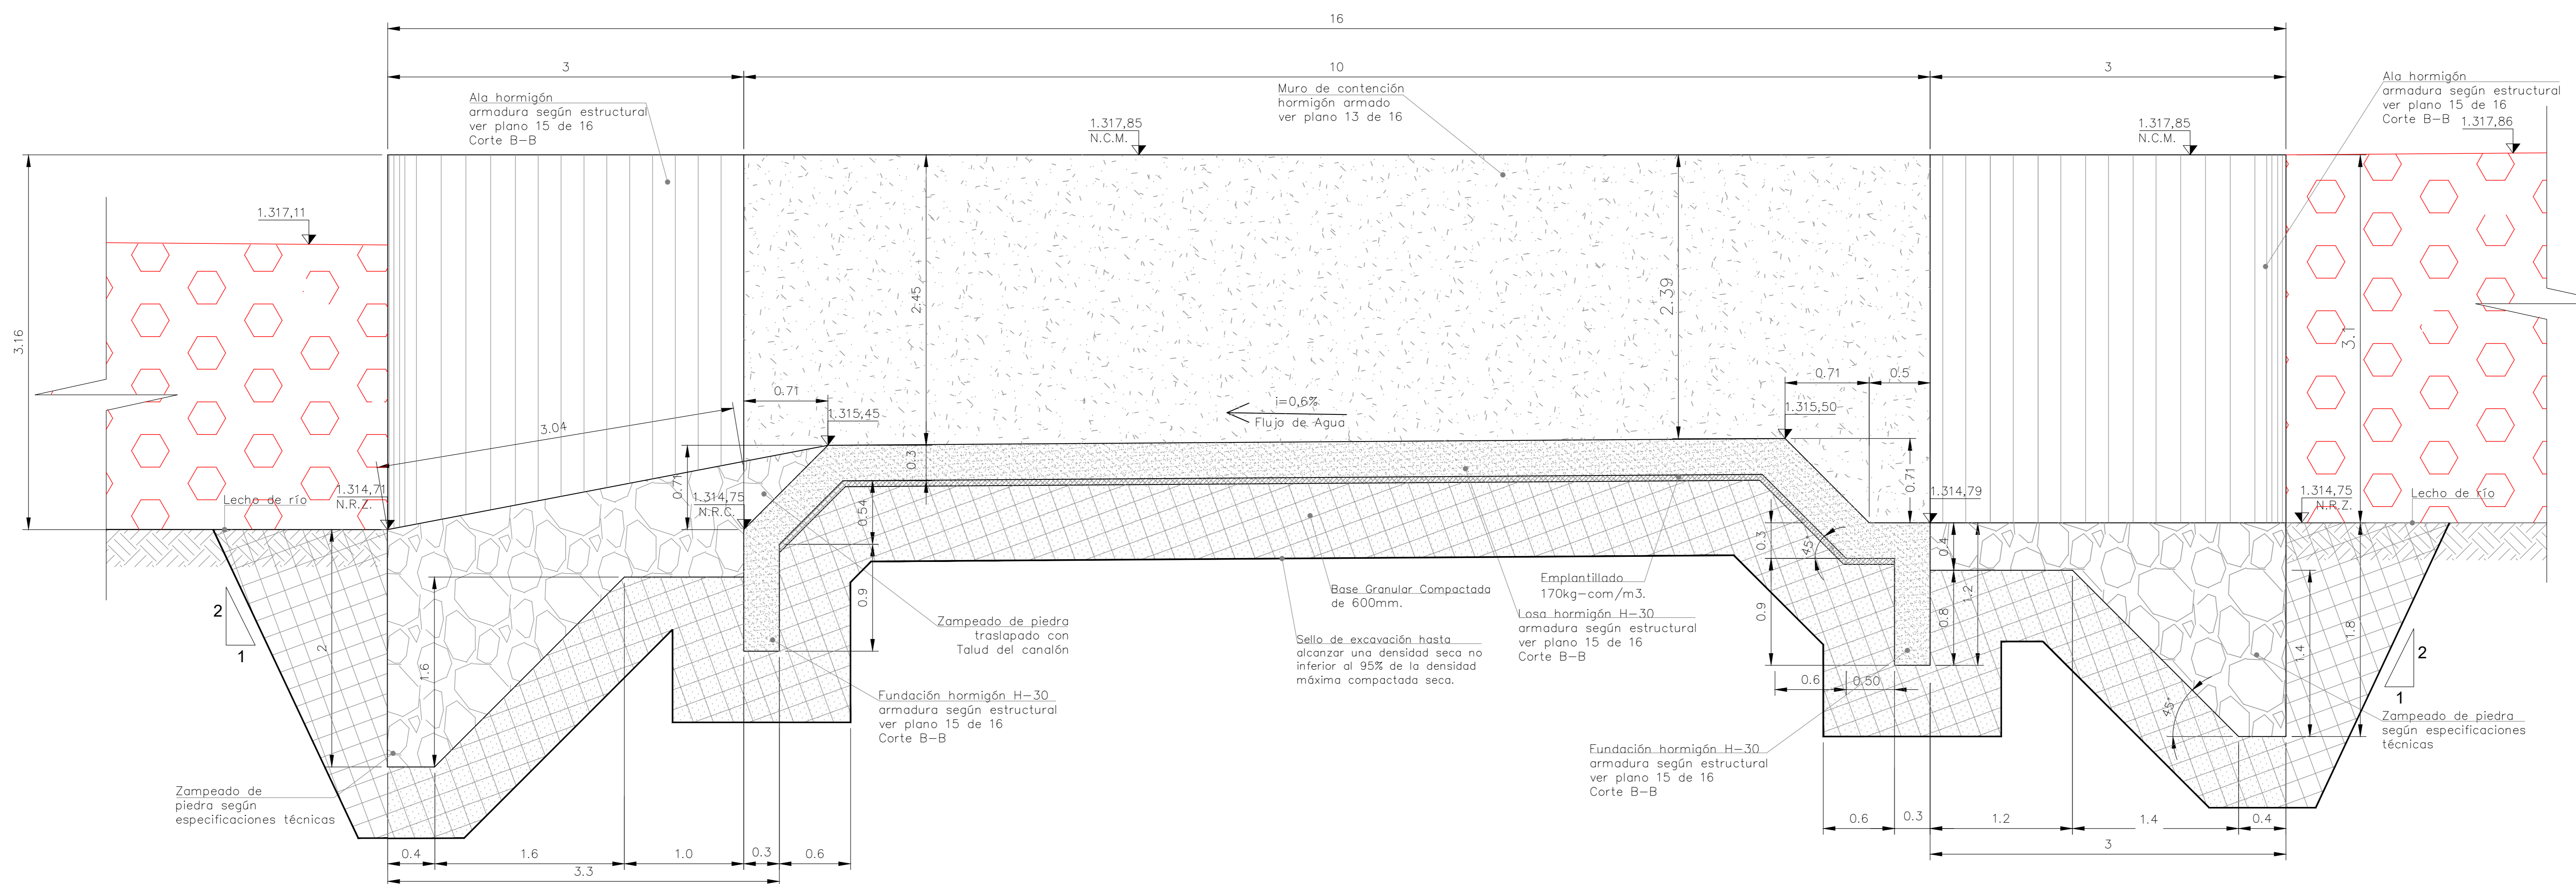 16
3
10
3
Ala hormigón
armadura según estructural
ver plano 15 de 16
Corte B-B
Muro de contención
hormigón armado
ver plano 13 de 16
1.317,85
N.C.M.
1.317,85
N.C.M.
Ala hormigón
armadura según estructural
ver plano 15 de 16
Corte B-B
1.317,86
1.317,11
3.16
2.45
2.39
3.1
0.71
0.71
0.5
1.315,45
i=0,6%
Flujo de Agua
1.315,50
3.04
0.3
0.71
0.71
1.314,71
N.R.Z.
Lecho de río
1.314,75
N.R.C.
1.314,79
1.314,75
N.R.Z.
Lecho de río
0.54
0.3
45°
0.4
0.9
0.9
0.8
1.2
2
1
2
1.6
1.4
1.8
2
1
Zampeado de piedra
traslapado con
Talud del canalón
Base Granular Compactada
de 600mm.
Emplantillado
170kg-com/m3.
Losa hormigón H-30
armadura según estructural
ver plano 15 de 16
Corte B-B
Sello de excavación hasta
alcanzar una densidad seca no
inferior al 95% de la densidad
máxima compactada seca.
0.6
0.50
45°
Fundación hormigón H-30
armadura según estructural
ver plano 15 de 16
Corte B-B
Zampeado de piedra
según especificaciones
técnicas
Fundación hormigón H-30
armadura según estructural
ver plano 15 de 16
Corte B-B
Zampeado de
piedra según
especificaciones técnicas
0.4
1.6
1.0
0.3
0.6
3.3
0.6
0.3
1.2
1.4
0.4
3